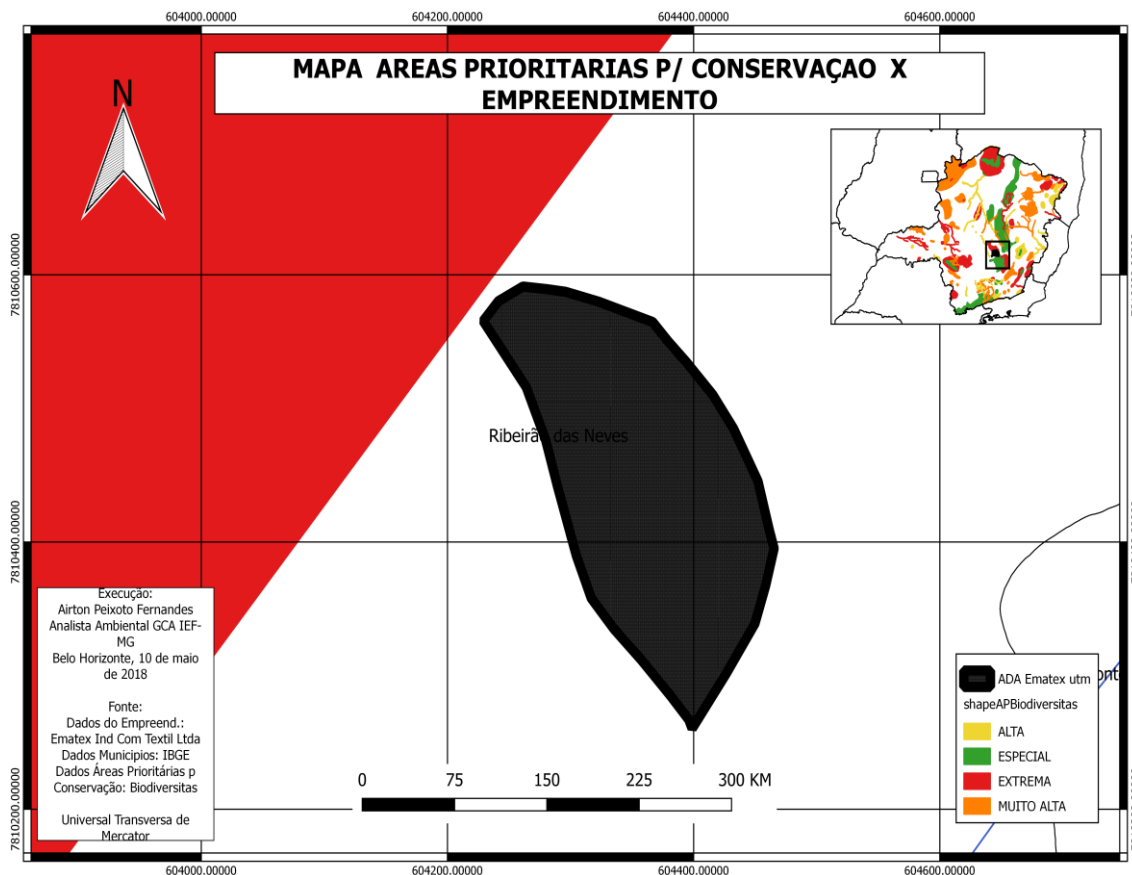 604000.00000 604200.00000 604400.00000 604600.00000
MAPA AREAS PRIORITARIAS P/ CONSERVAÇAO X
EMPREENDIMENTO
N
7810600.00000
7810400.00000
7810200.00000
Ribeirão das Neves
Execução:
Airton Peixoto Fernandes
Analista Ambiental GCA IEF-
MG
Belo Horizonte, 10 de maio
de 2018
Fonte:
Dados do Empreend.:
Ematex Ind Com Textil Ltda
Dados Municipios: IBGE
Dados Áreas Prioritárias p
Conservação: Biodiversitas
Universal Transversa de
Mercator
0 75 150 225 300 KM
ADA Ematex utm
shapeAPBiodiversitas
ALTA
ESPECIAL
EXTREMA
MUITO ALTA
604000.00000 604200.00000 604400.00000 604600.00000